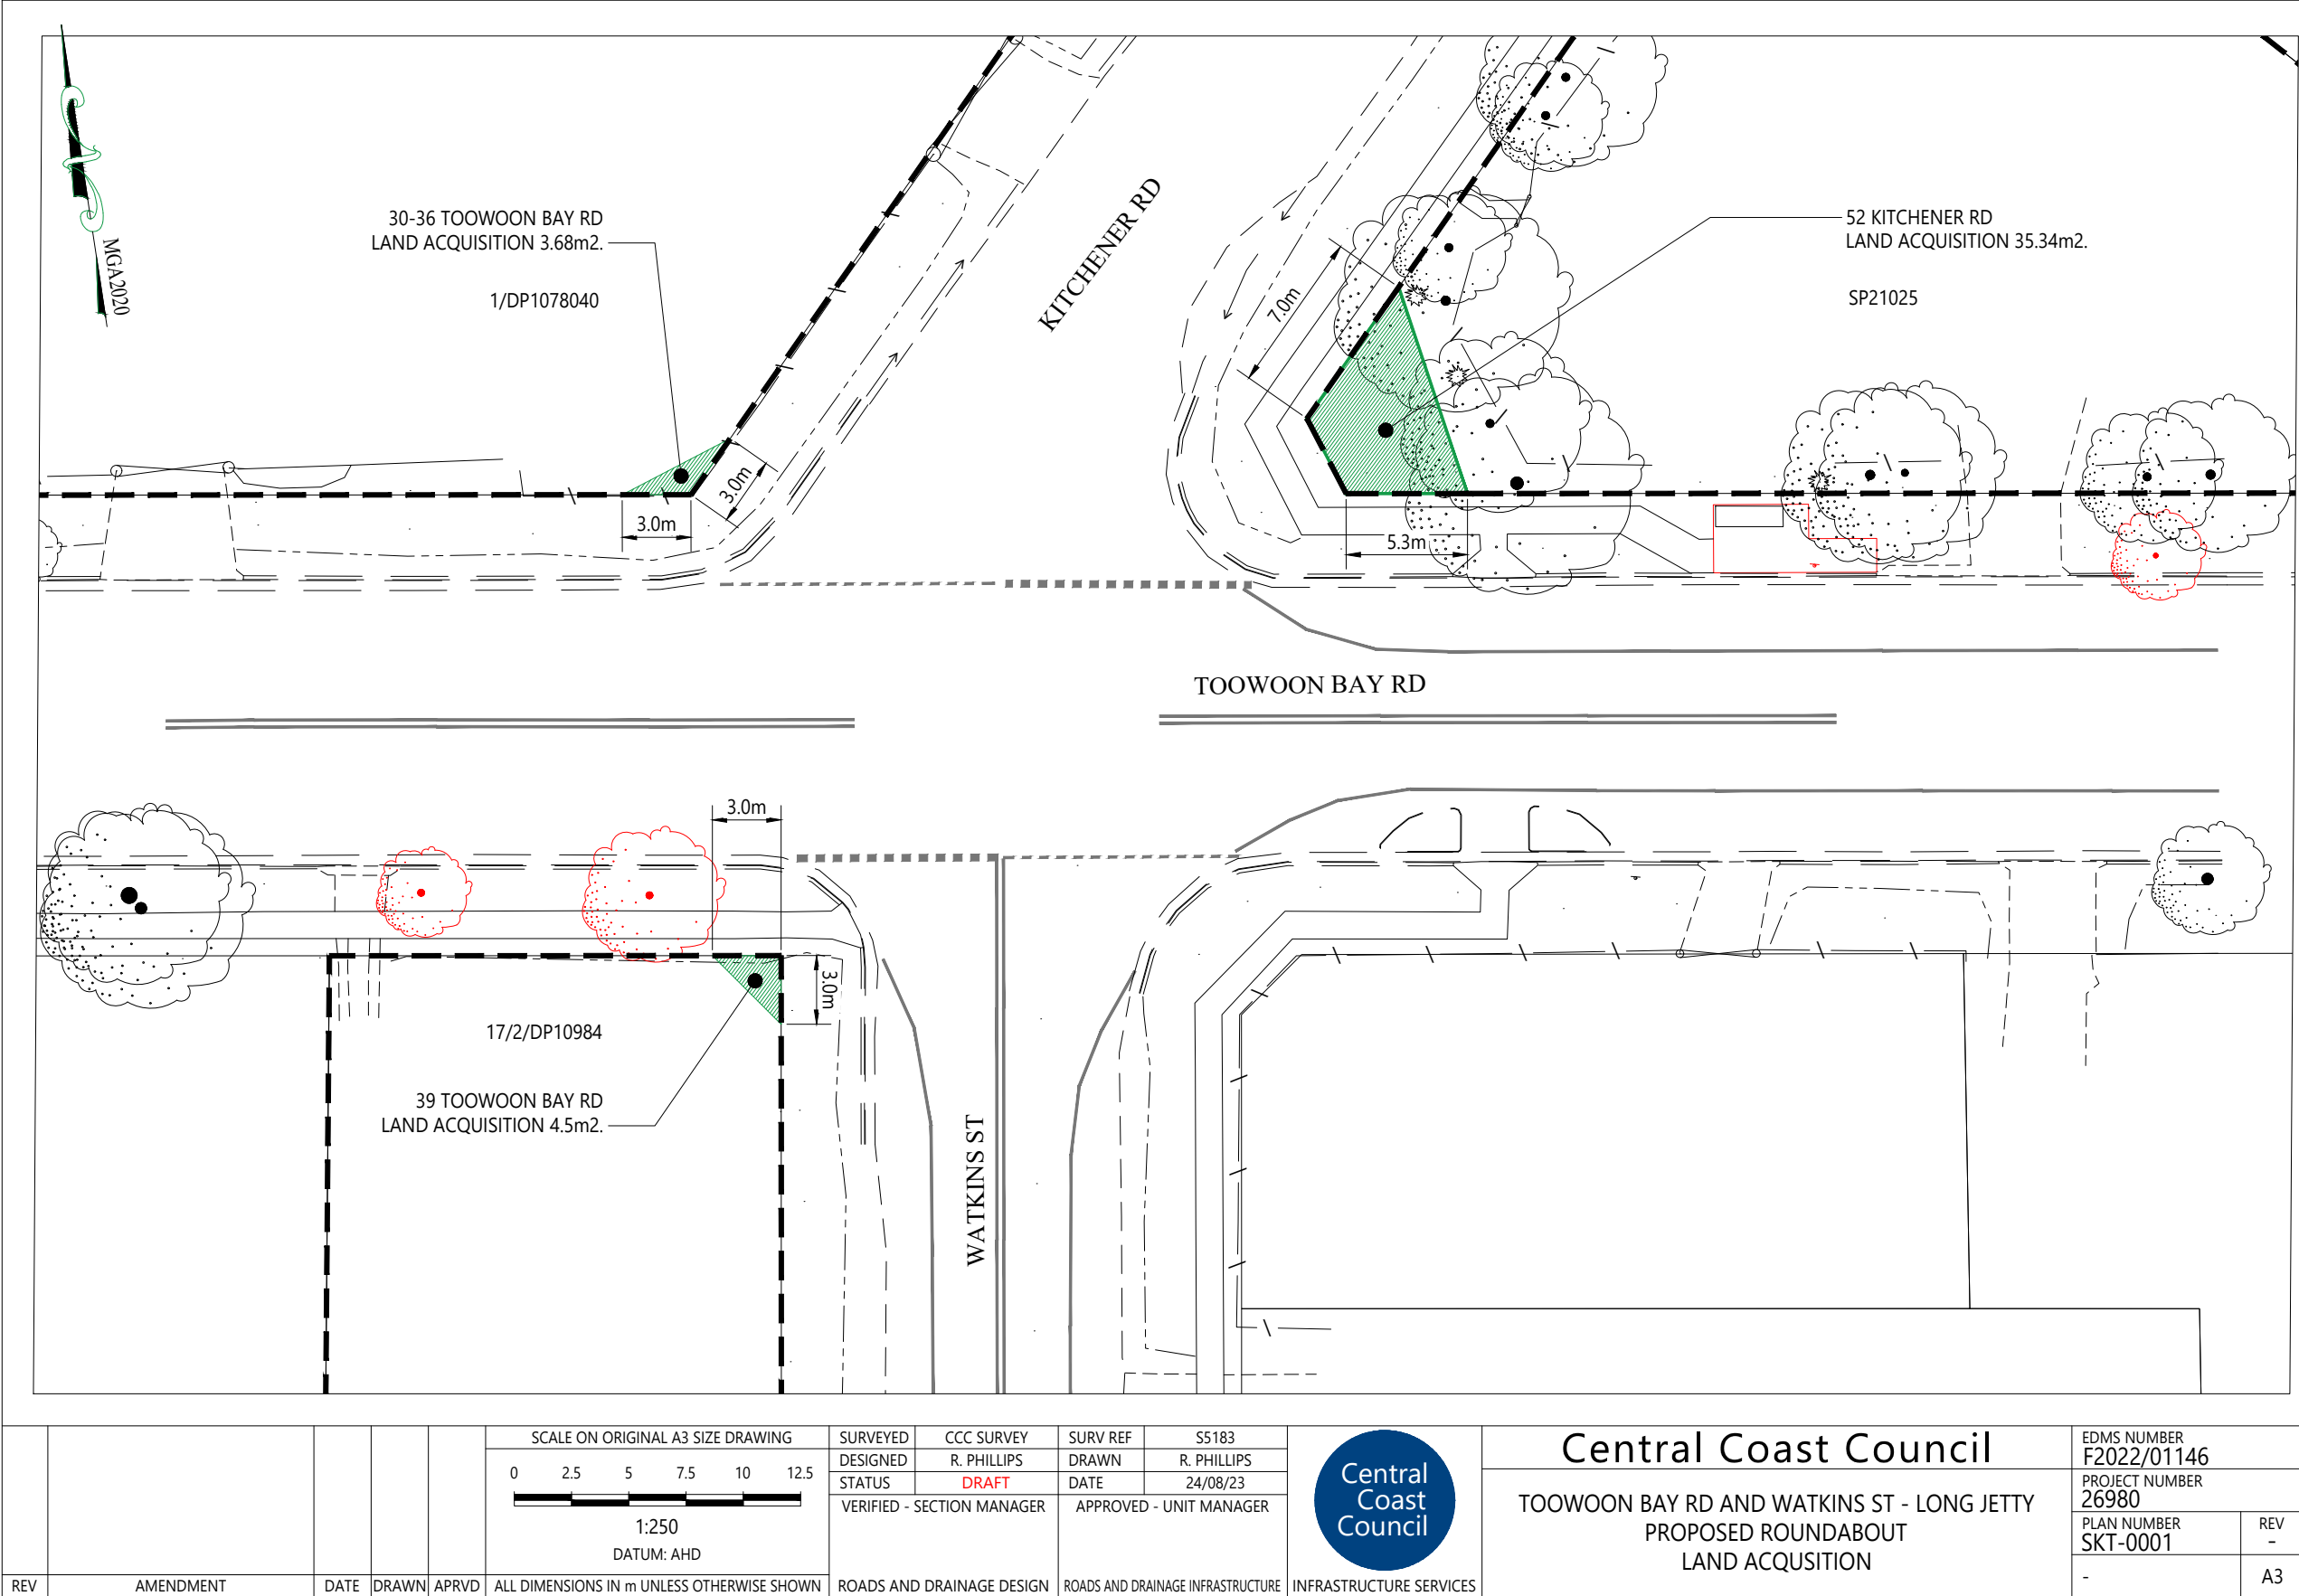 MGA2020
30-36 TOOWOON BAY RD
LAND ACQUISITION 3.68m2.
1/DP1078040
KITCHENER RD
52 KITCHENER RD
LAND ACQUISITION 35.34m2.
SP21025
7.0m
3.0m
3.0m
5.3m
TOOWOON BAY RD
3.0m
3.0m
17/2/DP10984
39 TOOWOON BAY RD
LAND ACQUISITION 4.5m2.
WATKINS ST
REV AMENDMENT DATE DRAWN APRVD
SCALE ON ORIGINAL A3 SIZE DRAWING
0 2.5 5 7.5 10 12.5
1:250
DATUM: AHD
ALL DIMENSIONS IN m UNLESS OTHERWISE SHOWN
SURVEYED CCC SURVEY SURV REF S5183
DESIGNED R. PHILLIPS DRAWN R. PHILLIPS
STATUS DRAFT DATE 24/08/23
VERIFIED - SECTION MANAGER APPROVED - UNIT MANAGER
ROADS AND DRAINAGE DESIGN ROADS AND DRAINAGE INFRASTRUCTURE
Central
Coast
Council
INFRASTRUCTURE SERVICES
Central Coast Council
TOOWOON BAY RD AND WATKINS ST - LONG JETTY
PROPOSED ROUNDABOUT
LAND ACQUSITION
EDMS NUMBER
F2022/01146
PROJECT NUMBER
26980
PLAN NUMBER REV
SKT-0001 -
- A3